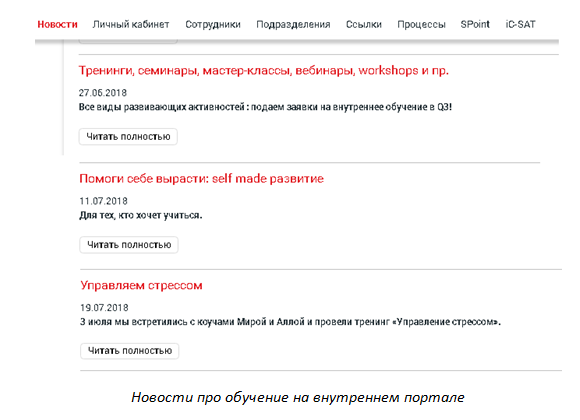 Новости Личный кабинет Сотрудники Подразделения Ссылки Процессы SPoint iC-SAT
Тренинги, семинары, мастер-классы, вебинары, workshops и пр.
27.06.2018
Все виды развивающих активностей : подаем заявки на внутреннее обучение в Q3!
Читать полностью
Помоги себе вырасти: self made развитие
11.07.2018
Для тех, кто хочет учиться.
Читать полностью
Управляем стрессом
19.07.2018
3 июля мы встретились с коучами Мирой и Аллой и провели тренинг «Управление стрессом».
Читать полностью
Новости про обучение на внутреннем портале